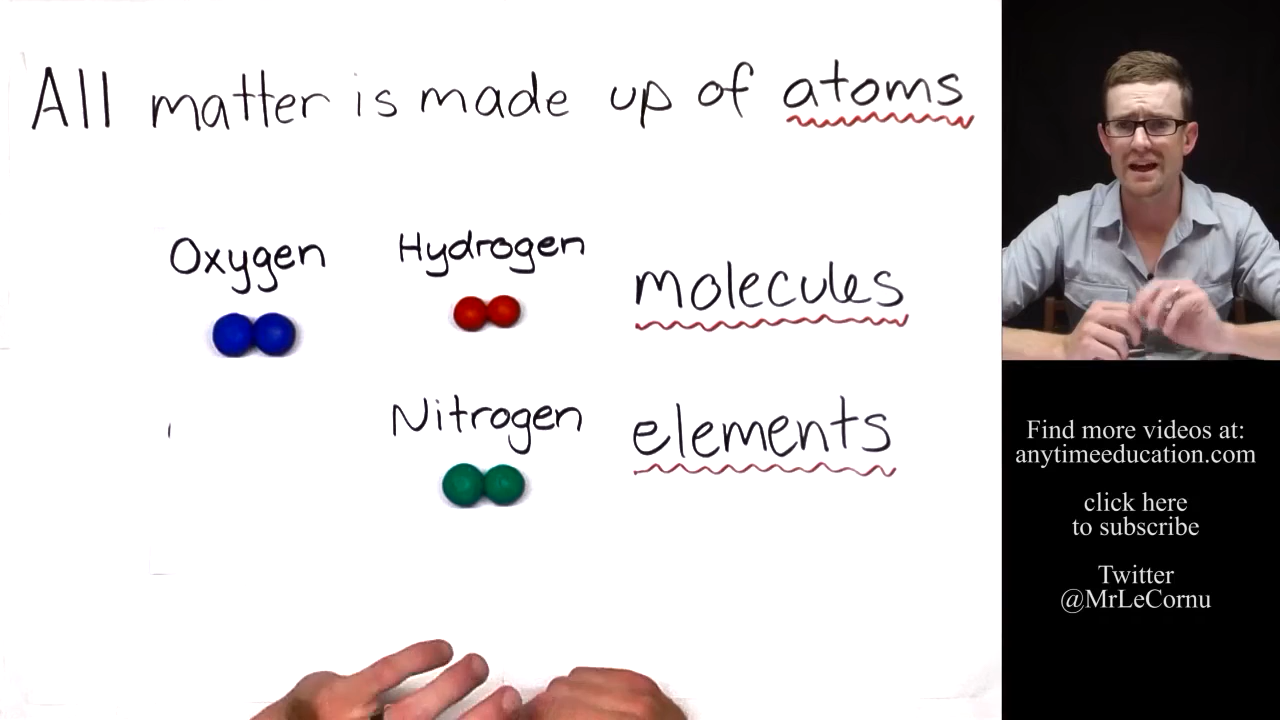 All matter is made up of atoms
Oxygen
Hydrogen
molecules
Nitrogen
elements
Find more videos at:
anytimeeducation.com
click here
to subscribe
Twitter
@MrLeCornu